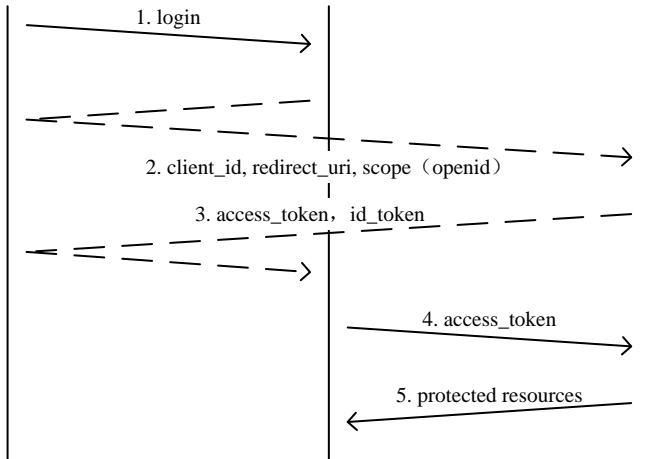 1. login
2. client_id, redirect_uri, scope（openid）
3. access_token，id_token
4. access_token
5. protected resources